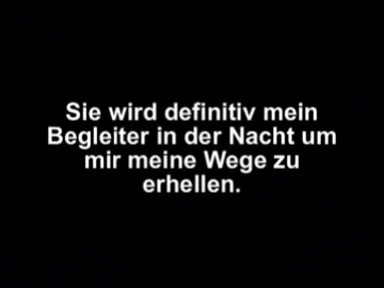 Sie wird definitiv mein
Begleiter in der Nacht um
mir meine Wege zu
erhellen.